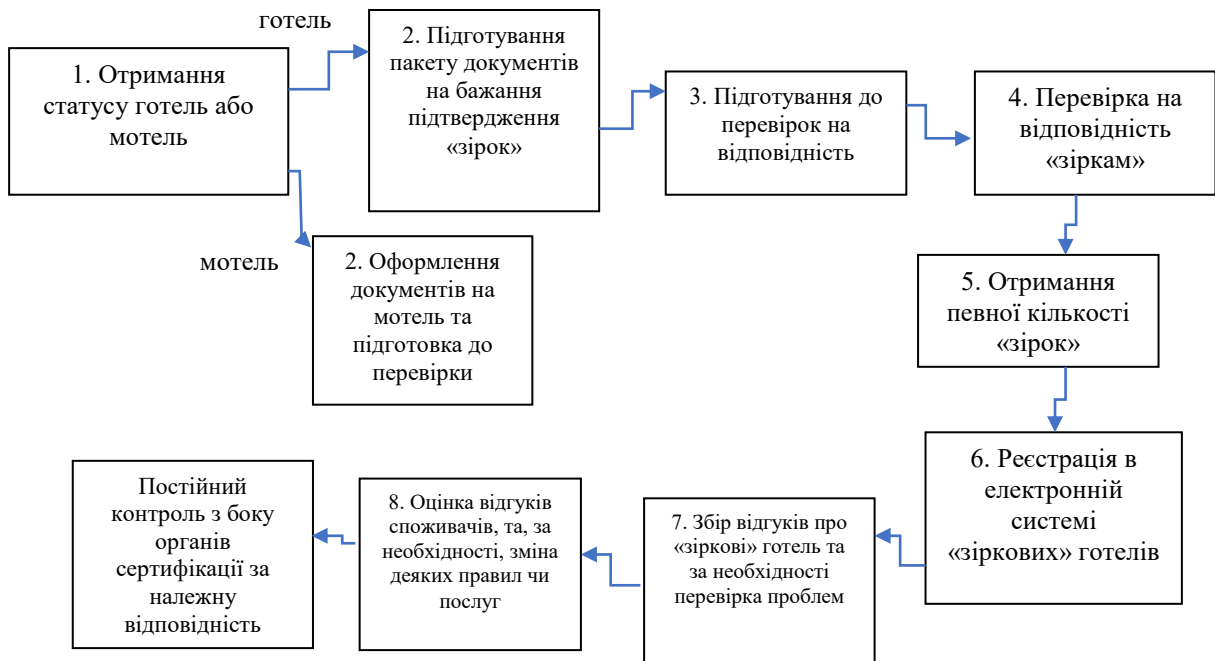 готель
1. Отримання
статусу готель або
мотель
2. Підготування
пакету документів
на бажання
підтвердження
«зірок»
3. Підготування до
перевірок на
відповідність
4. Перевірка на
відповідність
«зіркам»
мотель
2. Оформлення
документів на
мотель та
підготовка до
перевірки
5. Отримання
певної кількості
«зірок»
6. Реєстрація в
електронній
системі
«зіркових» готелів
7. Збір відгуків про
«зіркові» готель та
за необхідності
перевірка проблем
8. Оцінка відгуків
споживачів, та, за
необхідності, зміна
деяких правил чи
послуг
Постійний
контроль з боку
органів
сертифікації за
належну
відповідність